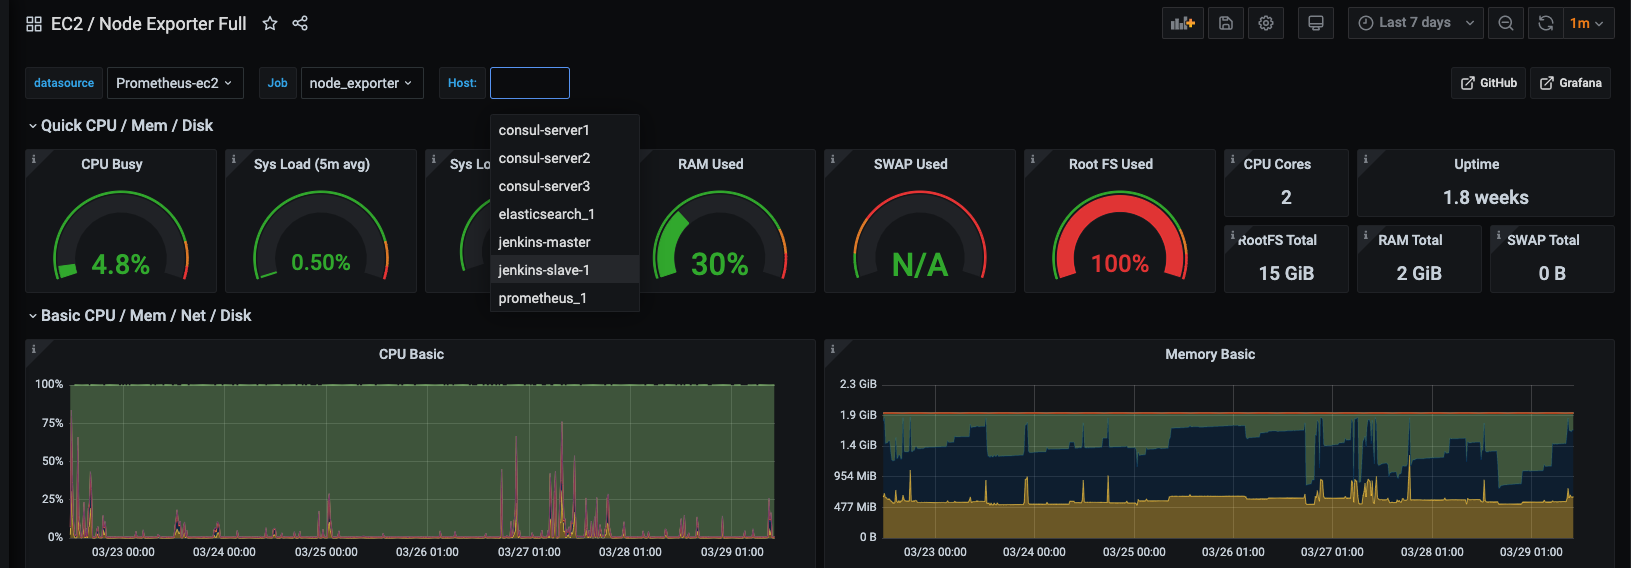 EC2 / Node Exporter Full
Last 7 days
1m
datasource
Prometheus-ec2
Job
node_exporter
Host:
GitHub
Grafana
consul-server1
consul-server2
consul-server3
elasticsearch_1
jenkins-master
jenkins-slave-1
prometheus_1
Quick CPU / Mem / Disk
CPU Busy
4.8%
Sys Load (5m avg)
0.50%
Sys Lo
RAM Used
30%
SWAP Used
N/A
Root FS Used
100%
CPU Cores
2
Uptime
1.8 weeks
RootFS Total
15 GiB
RAM Total
2 GiB
SWAP Total
0 B
Basic CPU / Mem / Net / Disk
CPU Basic
100%
75%
50%
25%
0%
03/23 00:00 03/24 00:00 03/25 00:00 03/26 01:00 03/27 01:00 03/28 01:00 03/29 01:00
Memory Basic
2.3 GiB
1.9 GiB
1.4 GiB
954 MiB
477 MiB
0 B
03/23 00:00 03/24 00:00 03/25 00:00 03/26 01:00 03/27 01:00 03/28 01:00 03/29 01:00